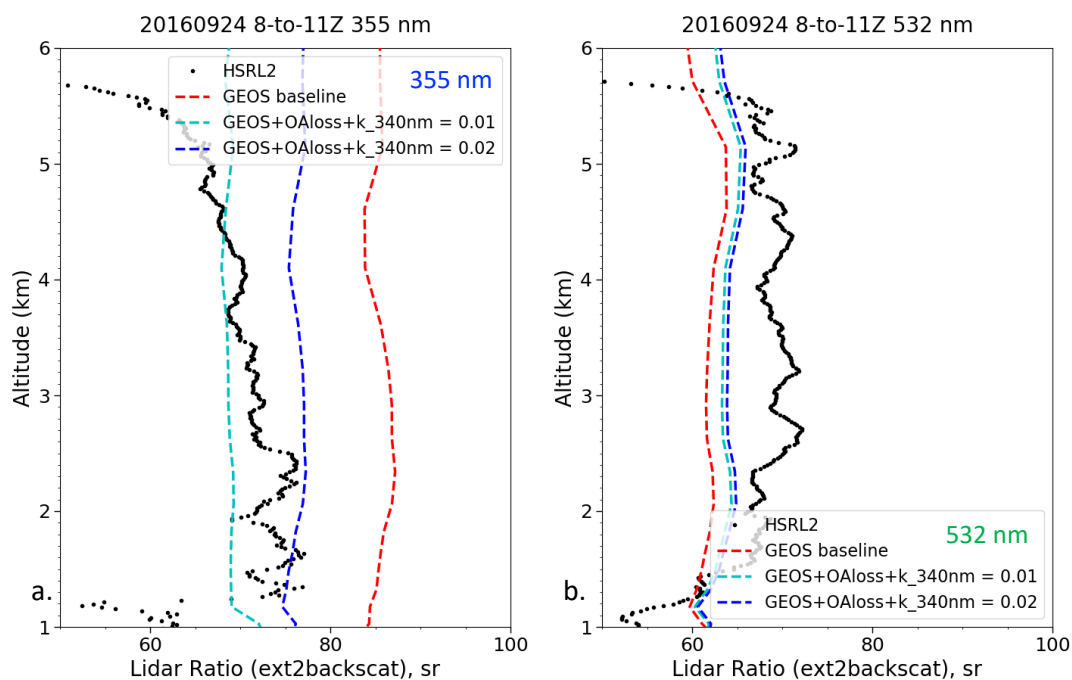 20160924 8-to-11Z 355 nm
6
5
4
3
2
1
Altitude (km)
HSRL2
GEOS baseline
GEOS+OAloss+k_340nm = 0.01
GEOS+OAloss+k_340nm = 0.02
355 nm
a.
60
80
100
Lidar Ratio (ext2backscat), sr
20160924 8-to-11Z 532 nm
6
5
4
3
2
1
Altitude (km)
HSRL2
GEOS baseline
GEOS+OAloss+k_340nm = 0.01
GEOS+OAloss+k_340nm = 0.02
532 nm
b.
60
70
80
90
100
Lidar Ratio (ext2backscat), sr